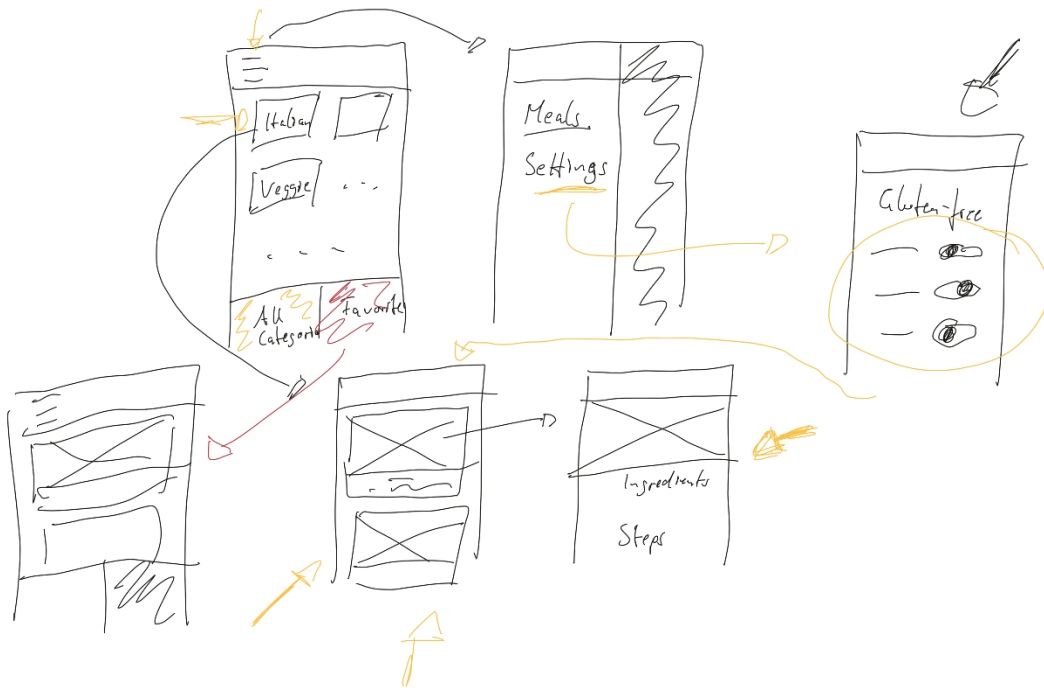 Italian
Veggie
...
...
All
Categories
Favorites
Meals
Settings
Gluten-free
Ingredients
Steps